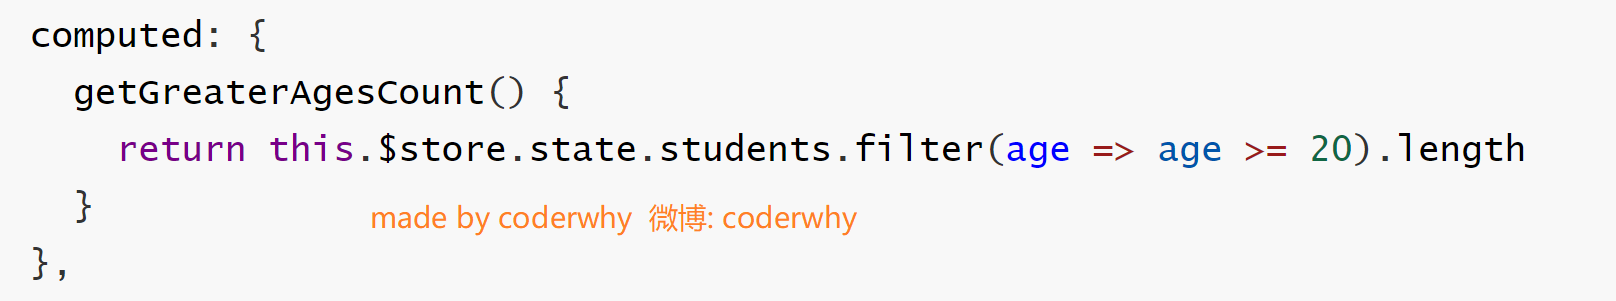 computed: {
  getGreaterAgesCount() {
    return this.$store.state.students.filter(age => age >= 20).length
  }
made by coderwhy 微博: coderwhy
},